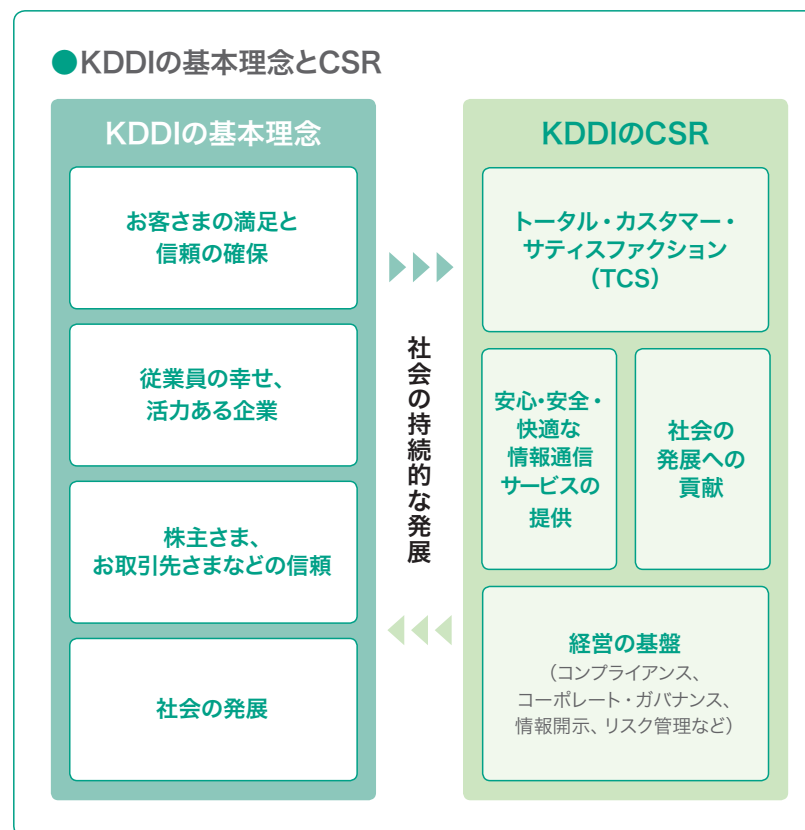 ●KDDIの基本理念とCSR
KDDIの基本理念
お客さまの満足と
信頼の確保
従業員の幸せ、
活力ある企業
株主さま、
お取引先さまなどの信頼
社会の発展
社会の持続的な発展
KDDIのCSR
トータル・カスタマー・
サティスファクション
（TCS）
安心・安全・
快適な
情報通信
サービスの
提供
社会の
発展への
貢献
経営の基盤
（コンプライアンス、
コーポレート・ガバナンス、
情報開示、リスク管理など）